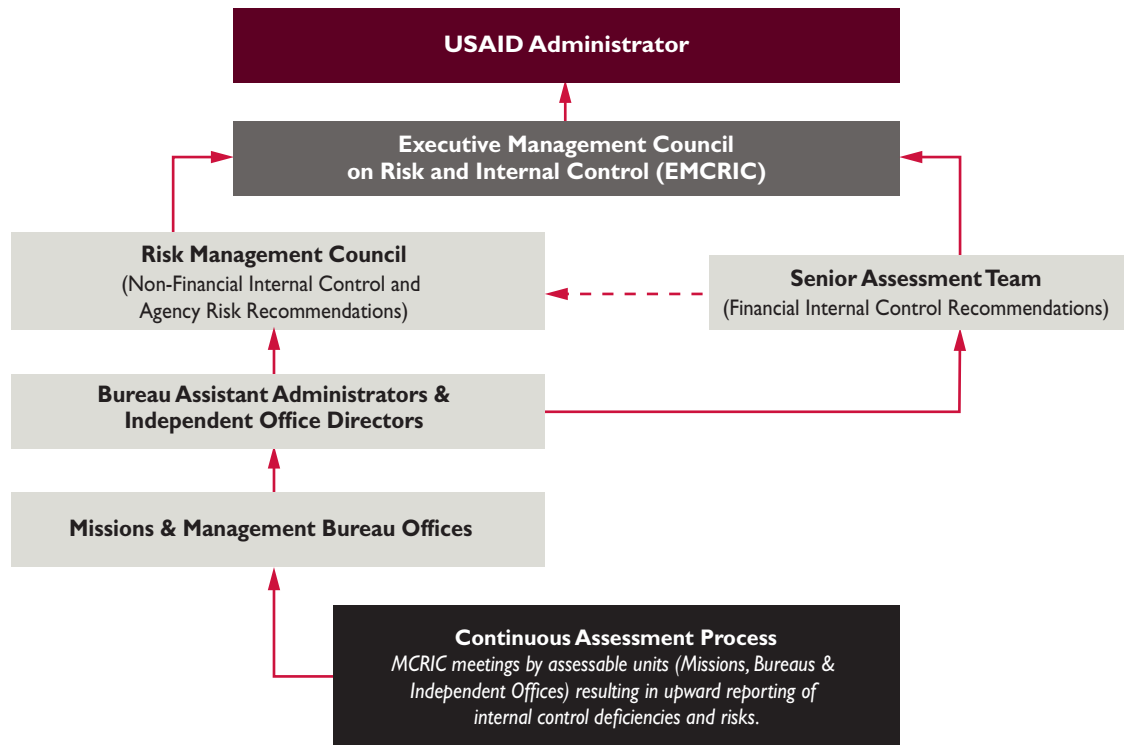 USAID Administrator
Executive Management Council
on Risk and Internal Control (EMCRIC)
Risk Management Council
(Non-Financial Internal Control and
Agency Risk Recommendations)
Senior Assessment Team
(Financial Internal Control Recommendations)
Bureau Assistant Administrators &
Independent Office Directors
Missions & Management Bureau Offices
Continuous Assessment Process
MCRIC meetings by assessable units (Missions, Bureaus &
Independent Offices) resulting in upward reporting of
internal control deficiencies and risks.